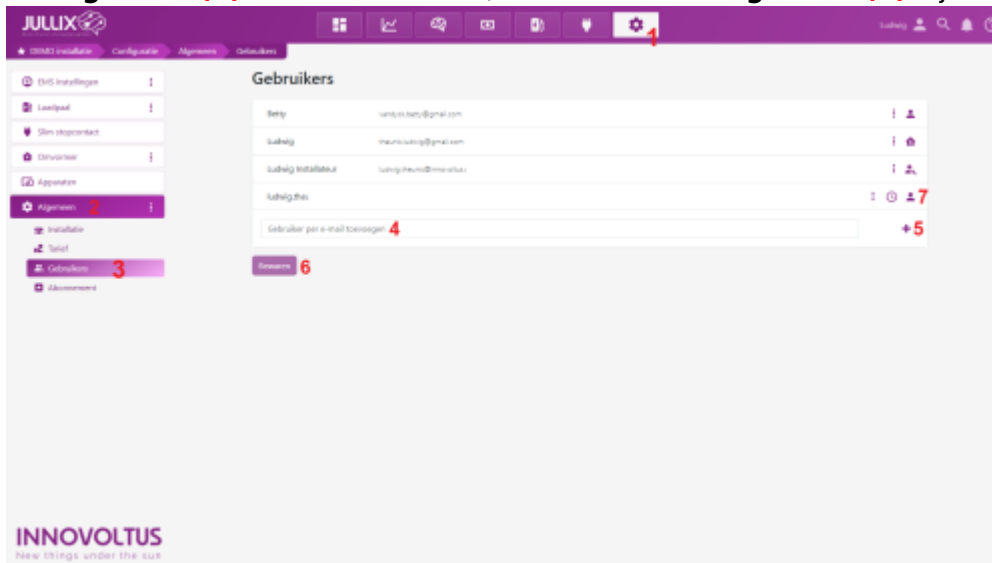 JULLIX
1
Ludwig
DEMO installatie Configuratie Algemeen Gebruikers
EMS instellingen
Laadpaal
Slim stopcontact
Omvormer
Apparaten
Algemeen 2
Installatie
Tarief
Gebruikers 3
Abonnement
Gebruikers
Betty
Ludwig
Ludwig Installateur
ludwig.thes
7
Gebruiker per e-mail toevoegen 4
5
Bewaren 6
INNOVOLTUS
New things under the sun